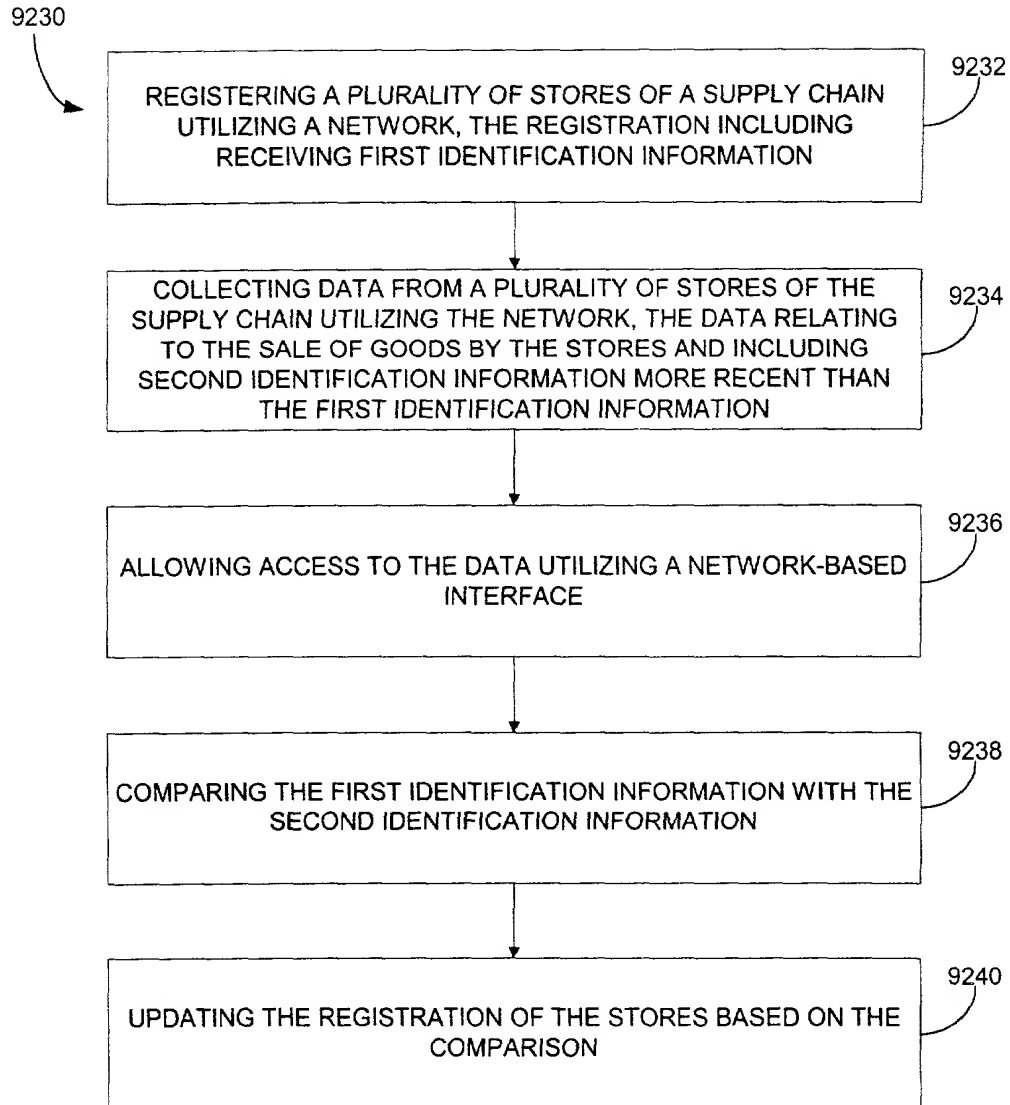 9230
9232
REGISTERING A PLURALITY OF STORES OF A SUPPLY CHAIN
UTILIZING A NETWORK, THE REGISTRATION INCLUDING
RECEIVING FIRST IDENTIFICATION INFORMATION
9234
COLLECTING DATA FROM A PLURALITY OF STORES OF THE
SUPPLY CHAIN UTILIZING THE NETWORK, THE DATA RELATING
TO THE SALE OF GOODS BY THE STORES AND INCLUDING
SECOND IDENTIFICATION INFORMATION MORE RECENT THAN
THE FIRST IDENTIFICATION INFORMATION
9236
ALLOWING ACCESS TO THE DATA UTILIZING A NETWORK-BASED
INTERFACE
9238
COMPARING THE FIRST IDENTIFICATION INFORMATION WITH THE
SECOND IDENTIFICATION INFORMATION
9240
UPDATING THE REGISTRATION OF THE STORES BASED ON THE
COMPARISON